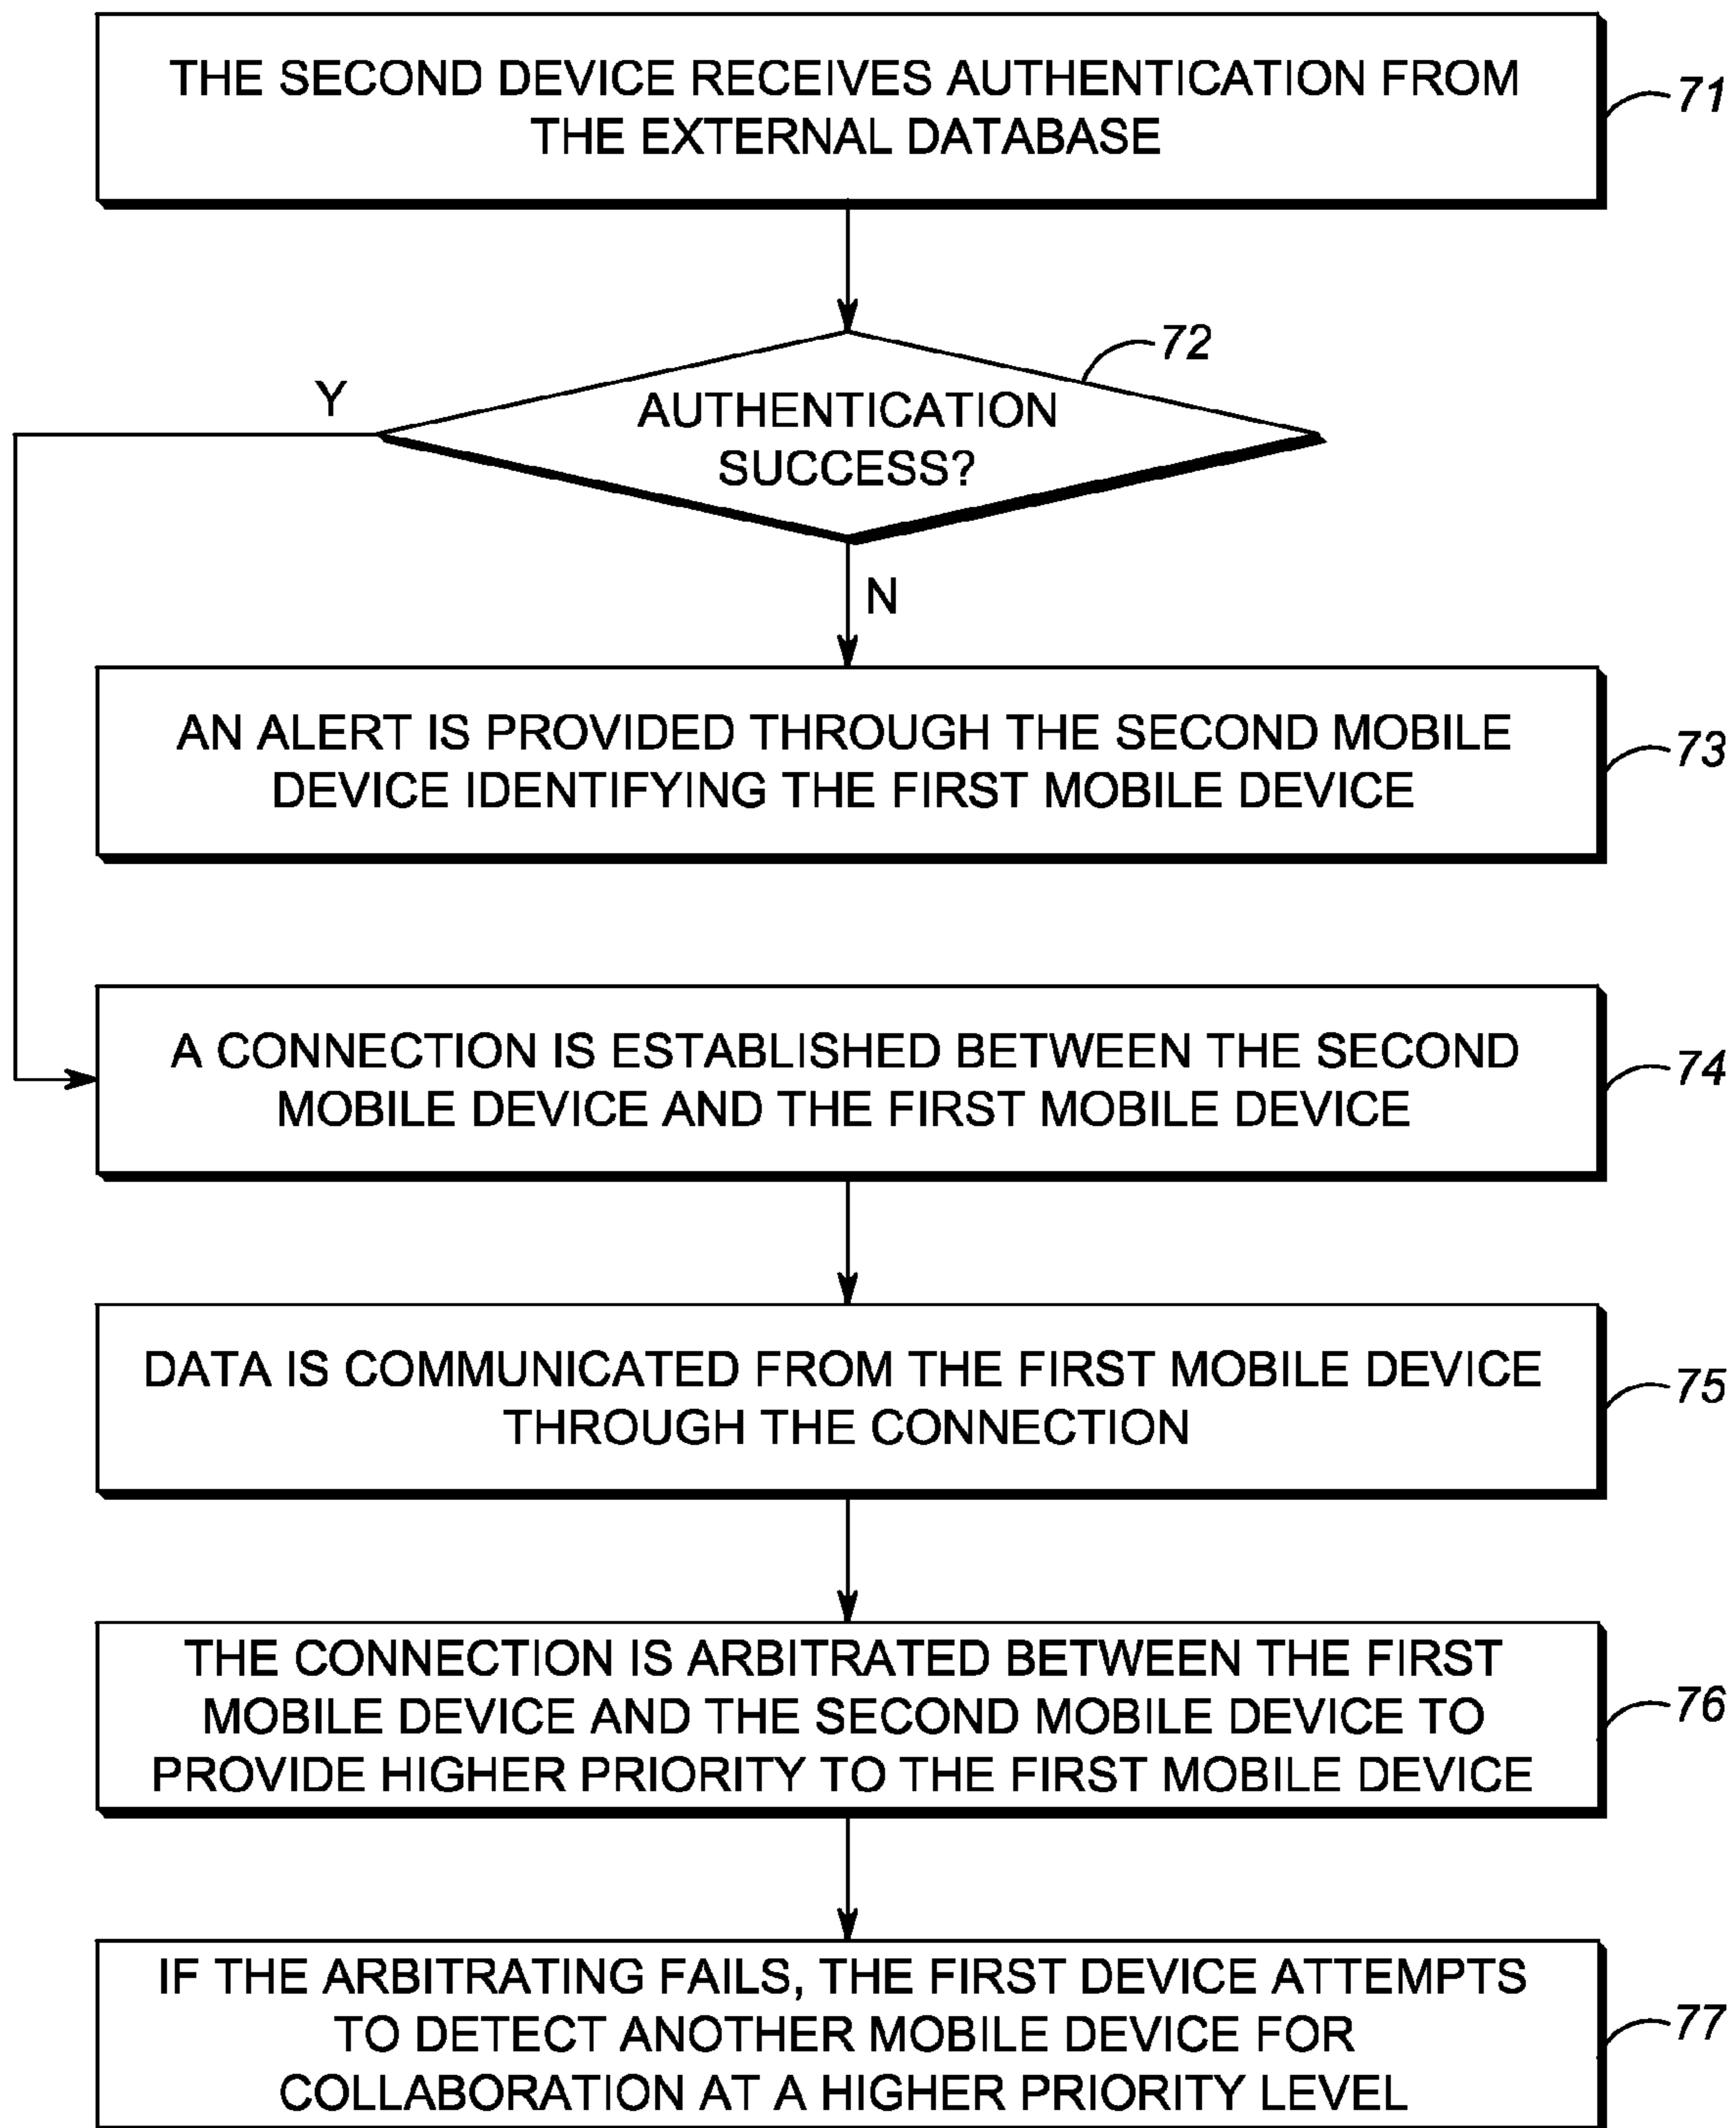 THE SECOND DEVICE RECEIVES AUTHENTICATION FROM
THE EXTERNAL DATABASE
71
72
Y
AUTHENTICATION
SUCCESS?
N
AN ALERT IS PROVIDED THROUGH THE SECOND MOBILE
DEVICE IDENTIFYING THE FIRST MOBILE DEVICE
73
A CONNECTION IS ESTABLISHED BETWEEN THE SECOND
MOBILE DEVICE AND THE FIRST MOBILE DEVICE
74
DATA IS COMMUNICATED FROM THE FIRST MOBILE DEVICE
THROUGH THE CONNECTION
75
THE CONNECTION IS ARBITRATED BETWEEN THE FIRST
MOBILE DEVICE AND THE SECOND MOBILE DEVICE TO
PROVIDE HIGHER PRIORITY TO THE FIRST MOBILE DEVICE
76
IF THE ARBITRATING FAILS, THE FIRST DEVICE ATTEMPTS
TO DETECT ANOTHER MOBILE DEVICE FOR
COLLABORATION AT A HIGHER PRIORITY LEVEL
77